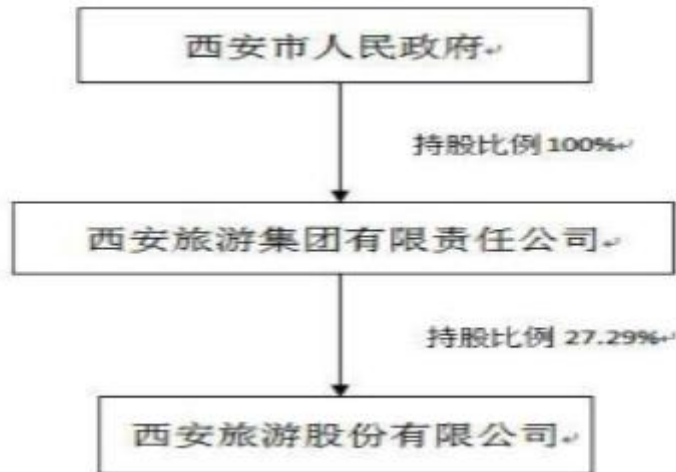 西安市人民政府
持股比例 100%
西安旅游集团有限责任公司
持股比例 27.29%
西安旅游股份有限公司